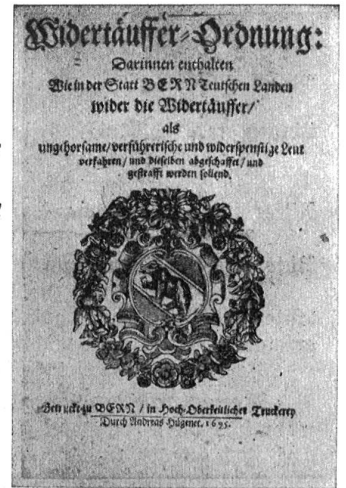 Widertäuffer-Ordnung:
Darinnen enthalten
Wie in der Statt BERN Teutschen Landen
wider die Widertäuffer/
als
ungehorsame/verführerische und widerspenstige Leut
verfahren/und dieselben abgeschaffet/und
gestrafft werden sollend.
Getruckt zu BERN/in Hoch-Oberkeitlicher Truckerey
Durch Andreas Hügenet. 1695.